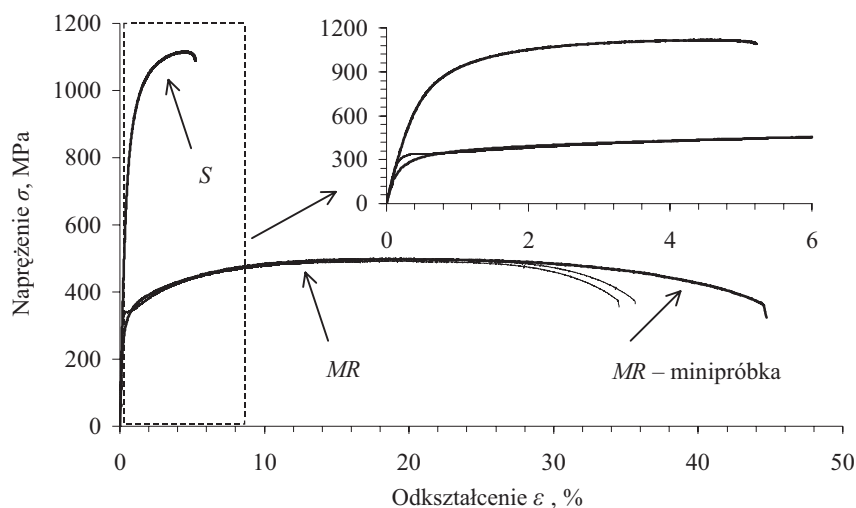 1200
1000
800
600
400
200
0
Naprężenie σ, MPa
0 10 20 30 40 50
Odkształcenie ε , %
S
MR
MR – minipróbka
1200
900
600
300
0
0 2 4 6